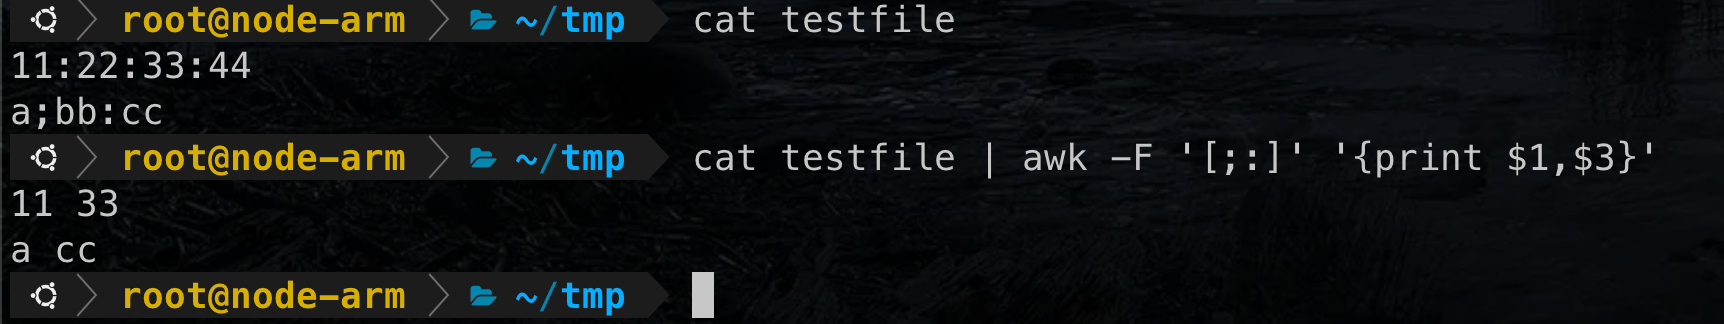 root@node-arm ~/tmp cat testfile
11:22:33:44
a;bb:cc
root@node-arm ~/tmp cat testfile | awk -F '[;:]' '{print $1,$3}'
11 33
a cc
root@node-arm ~/tmp